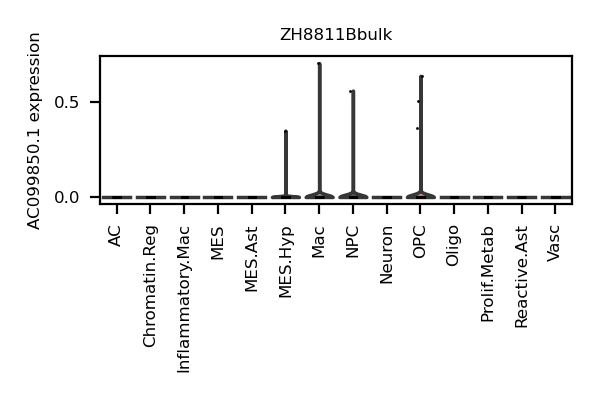 ZH8811Bbulk
AC099850.1 expression
0.5
0.0
AC
Chromatin.Reg
Inflammatory.Mac
MES
MES.Ast
MES.Hyp
Mac
NPC
Neuron
OPC
Oligo
Prolif.Metab
Reactive.Ast
Vasc